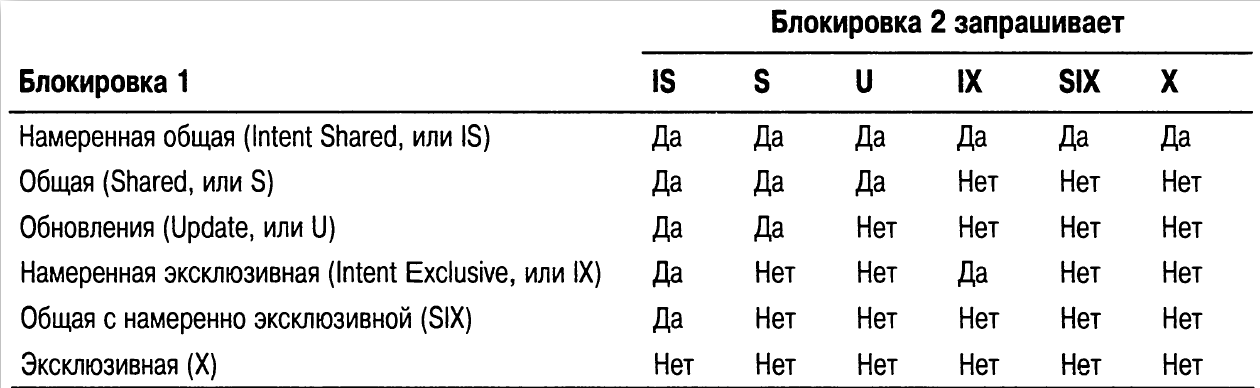 Блокировка 2 запрашивает
Блокировка 1 IS S U IX SIX X
Намеренная общая (Intent Shared, или IS) Да Да Да Да Да Да
Общая (Shared, или S) Да Да Да Нет Нет Нет
Обновления (Update, или U) Да Да Нет Нет Нет Нет
Намеренная эксклюзивная (Intent Exclusive, или IX) Да Нет Нет Да Нет Нет
Общая с намеренно эксклюзивной (SIX) Да Нет Нет Нет Нет Нет
Эксклюзивная (X) Нет Нет Нет Нет Нет Нет